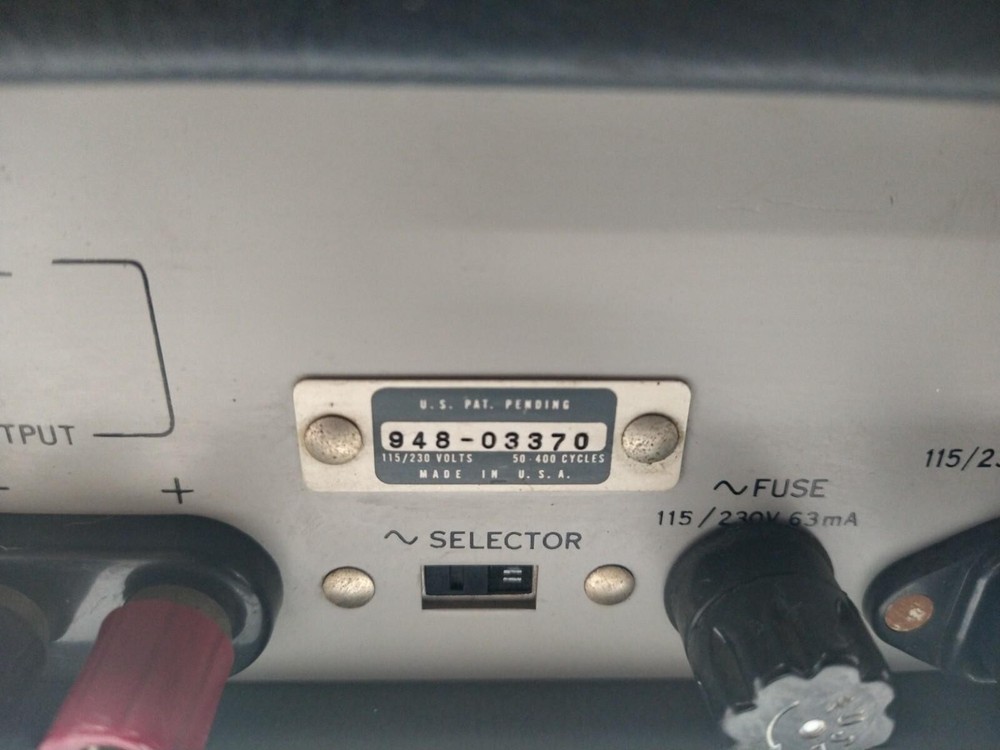 U.S. PAT. PENDING
948-03370
115/230 VOLTS 50-400 CYCLES
MADE IN U.S.A.
TPUT
+
~FUSE
115/230V 63mA
115/23
~ SELECTOR